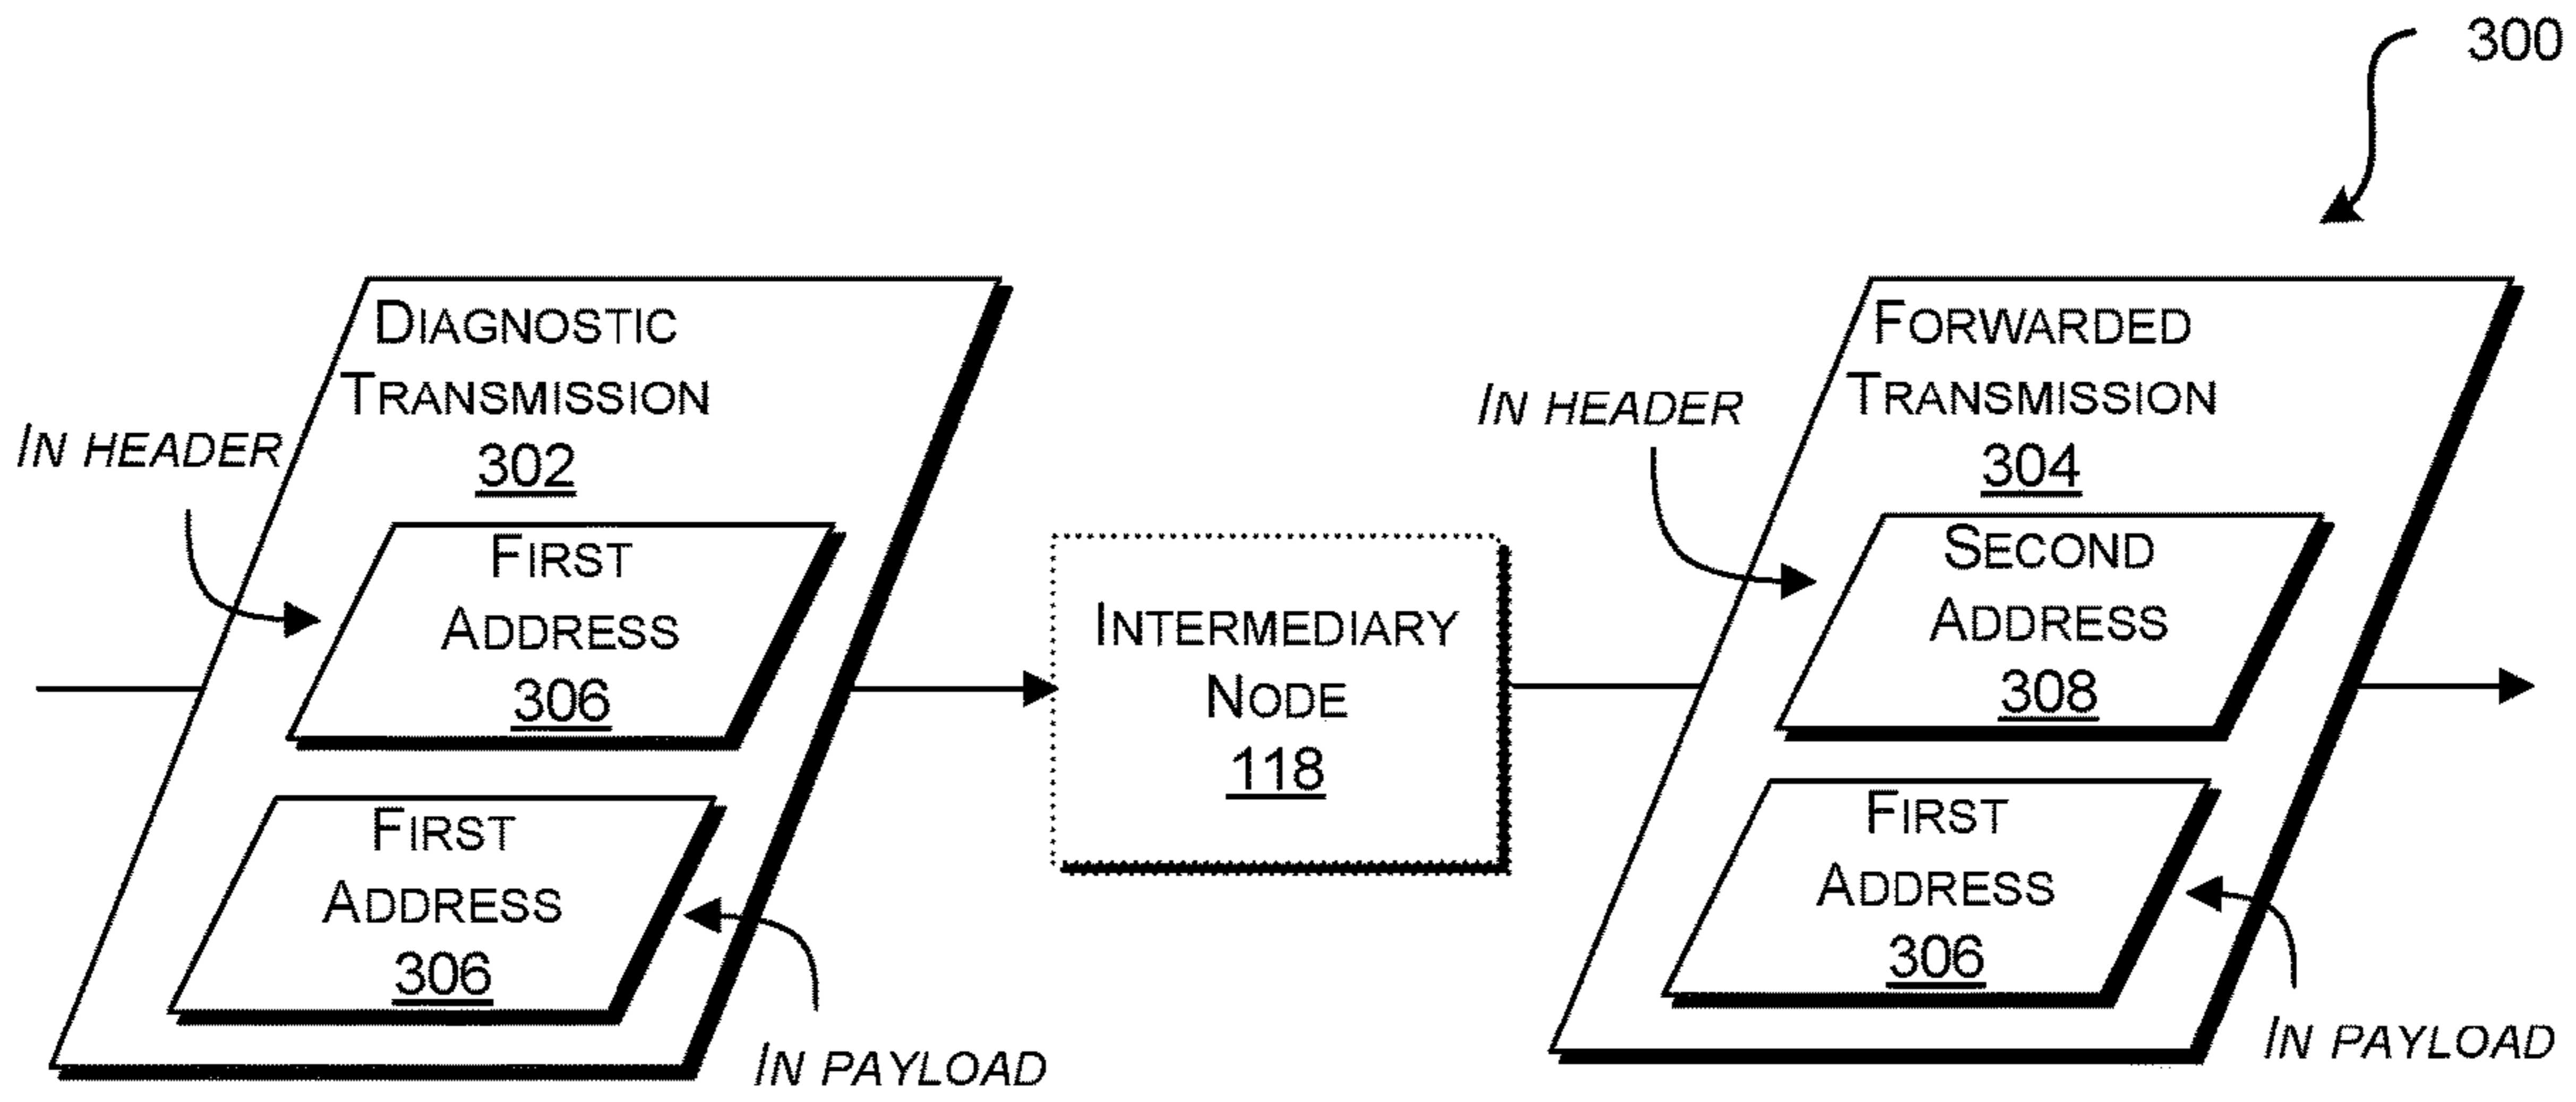 300
DIAGNOSTIC
TRANSMISSION
302
IN HEADER
FIRST
ADDRESS
306
FIRST
ADDRESS
306
IN PAYLOAD
INTERMEDIARY
NODE
118
FORWARDED
TRANSMISSION
304
IN HEADER
SECOND
ADDRESS
308
FIRST
ADDRESS
306
IN PAYLOAD